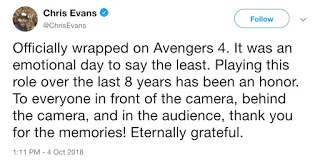 Chris Evans
@ChrisEvans
Follow
Officially wrapped on Avengers 4. It was an
emotional day to say the least. Playing this
role over the last 8 years has been an honor.
To everyone in front of the camera, behind
the camera, and in the audience, thank you
for the memories! Eternally grateful.
1:11 PM - 4 Oct 2018